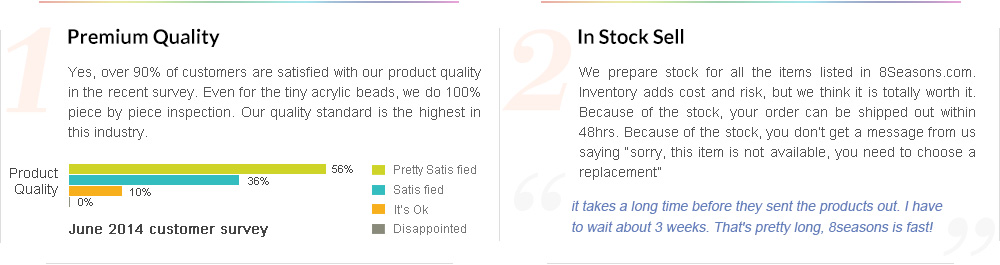 1
Premium Quality
Yes, over 90% of customers are satisfied with our product quality
in the recent survey. Even for the tiny acrylic beads, we do 100%
piece by piece inspection. Our quality standard is the highest in
this industry.
Product
Quality
56%
36%
10%
0%
Pretty Satis fied
Satis fied
It's Ok
Disappointed
June 2014 customer survey
2
In Stock Sell
We prepare stock for all the items listed in 8Seasons.com.
Inventory adds cost and risk, but we think it is totally worth it.
Because of the stock, your order can be shipped out within
48hrs. Because of the stock, you don't get a message from us
saying "sorry, this item is not available, you need to choose a
replacement"
“
it takes a long time before they sent the products out. I have
to wait about 3 weeks. That's pretty long, 8seasons is fast!
”